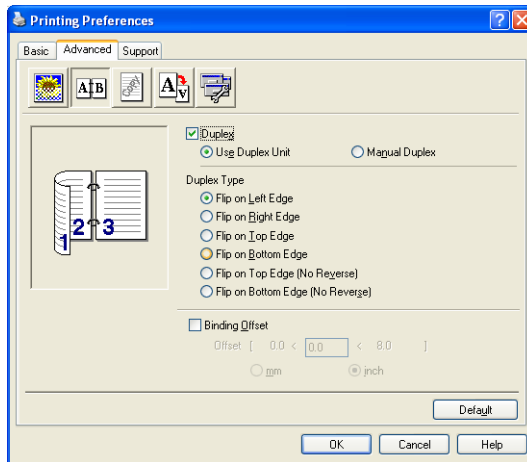 Printing Preferences
Basic Advanced Support
A B copy A A
Duplex
Use Duplex Unit Manual Duplex
1 2 3
Duplex Type
Flip on Left Edge
Flip on Right Edge
Flip on Top Edge
Flip on Bottom Edge
Flip on Top Edge (No Reverse)
Flip on Bottom Edge (No Reverse)
Binding Offset
Offset [ 0.0 < 0.0 < 8.0 ]
mm inch
Default
OK Cancel Help